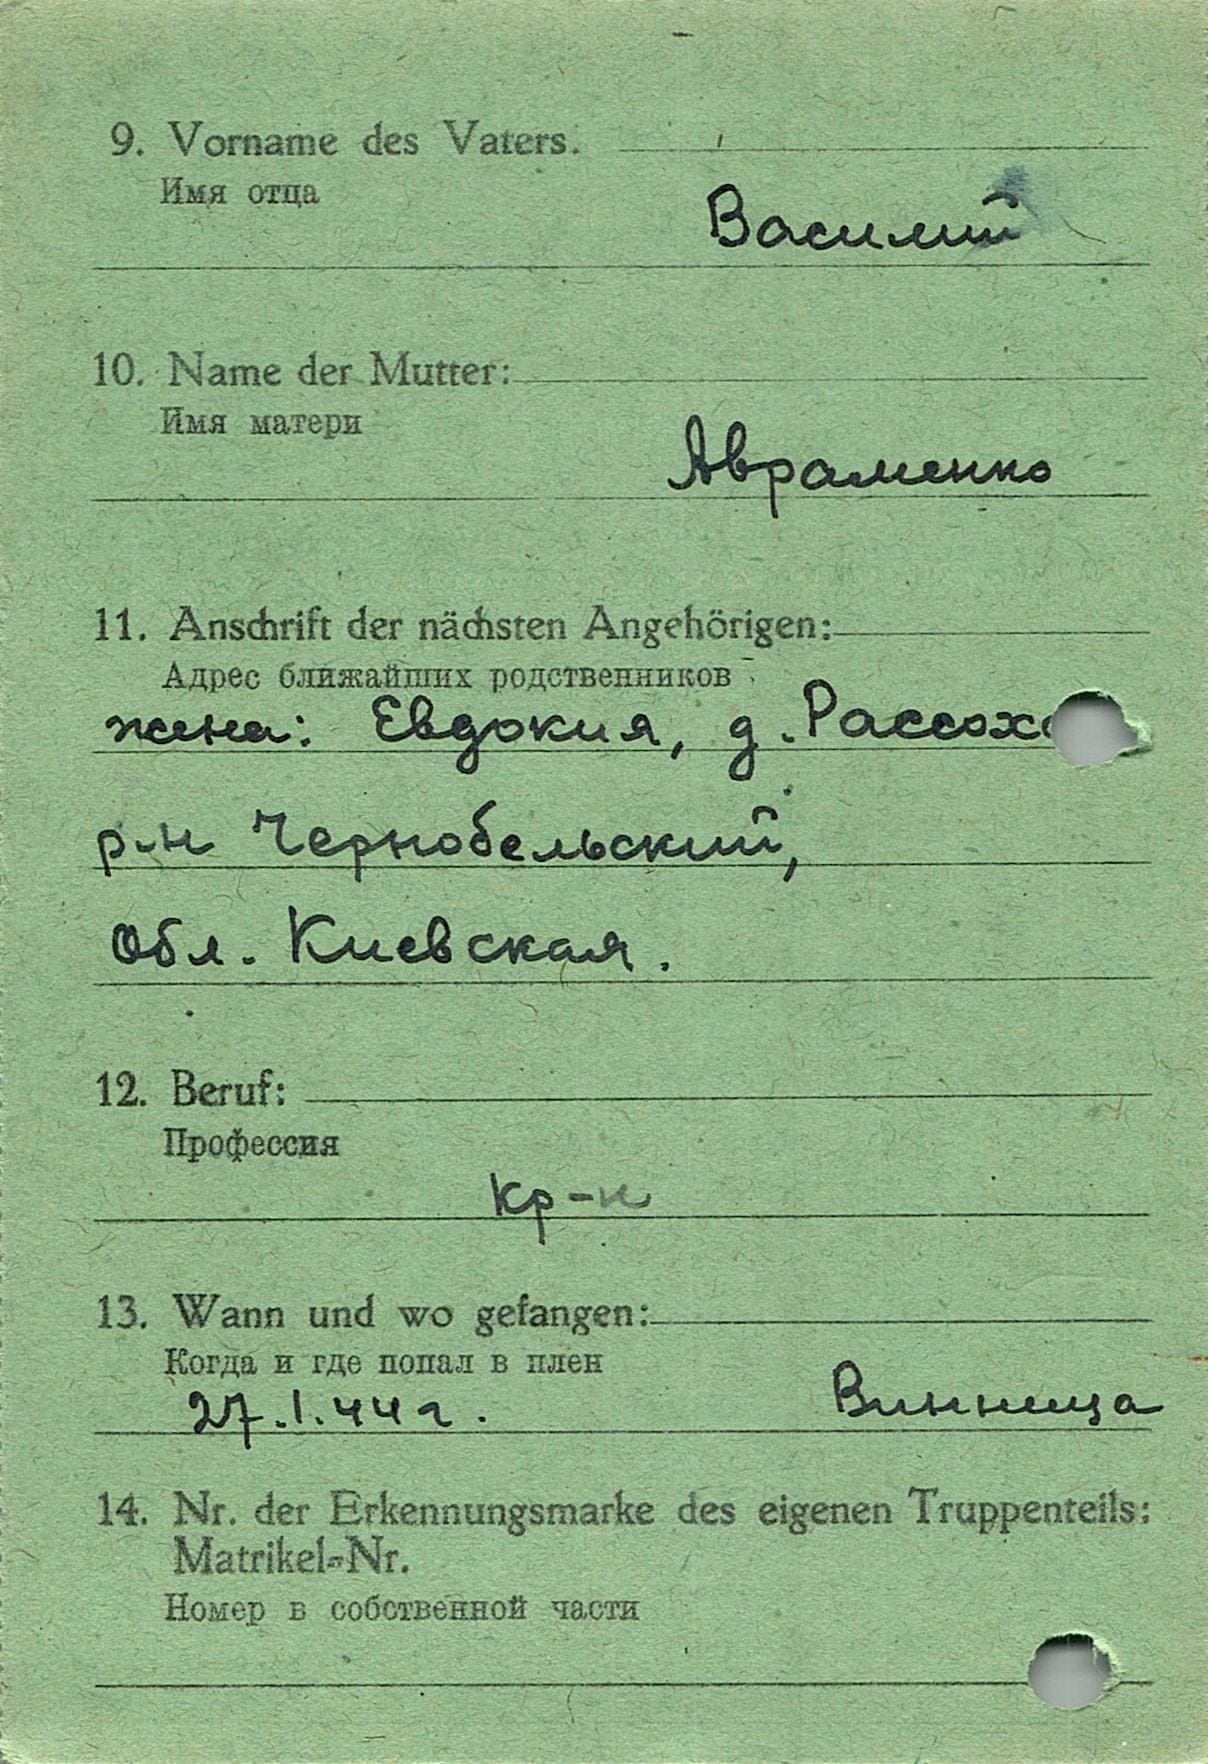 9. Vorname des Vaters.
Имя отца
Василий
10. Name der Mutter:
Имя матери
Авраменко
11. Anschrift der nächsten Angehörigen:
Адрес ближайших родственников
жена: Евдокия, д. Рассоха
р-н Чернобельский,
Обл. Киевская.
12. Beruf:
Профессия
Кр-н
13. Wann und wo gefangen:
Когда и где попал в плен
27.1.44г. Винница
14. Nr. der Erkennungsmarke des eigenen Truppenteils:
Matrikel-Nr.
Номер в собственной части